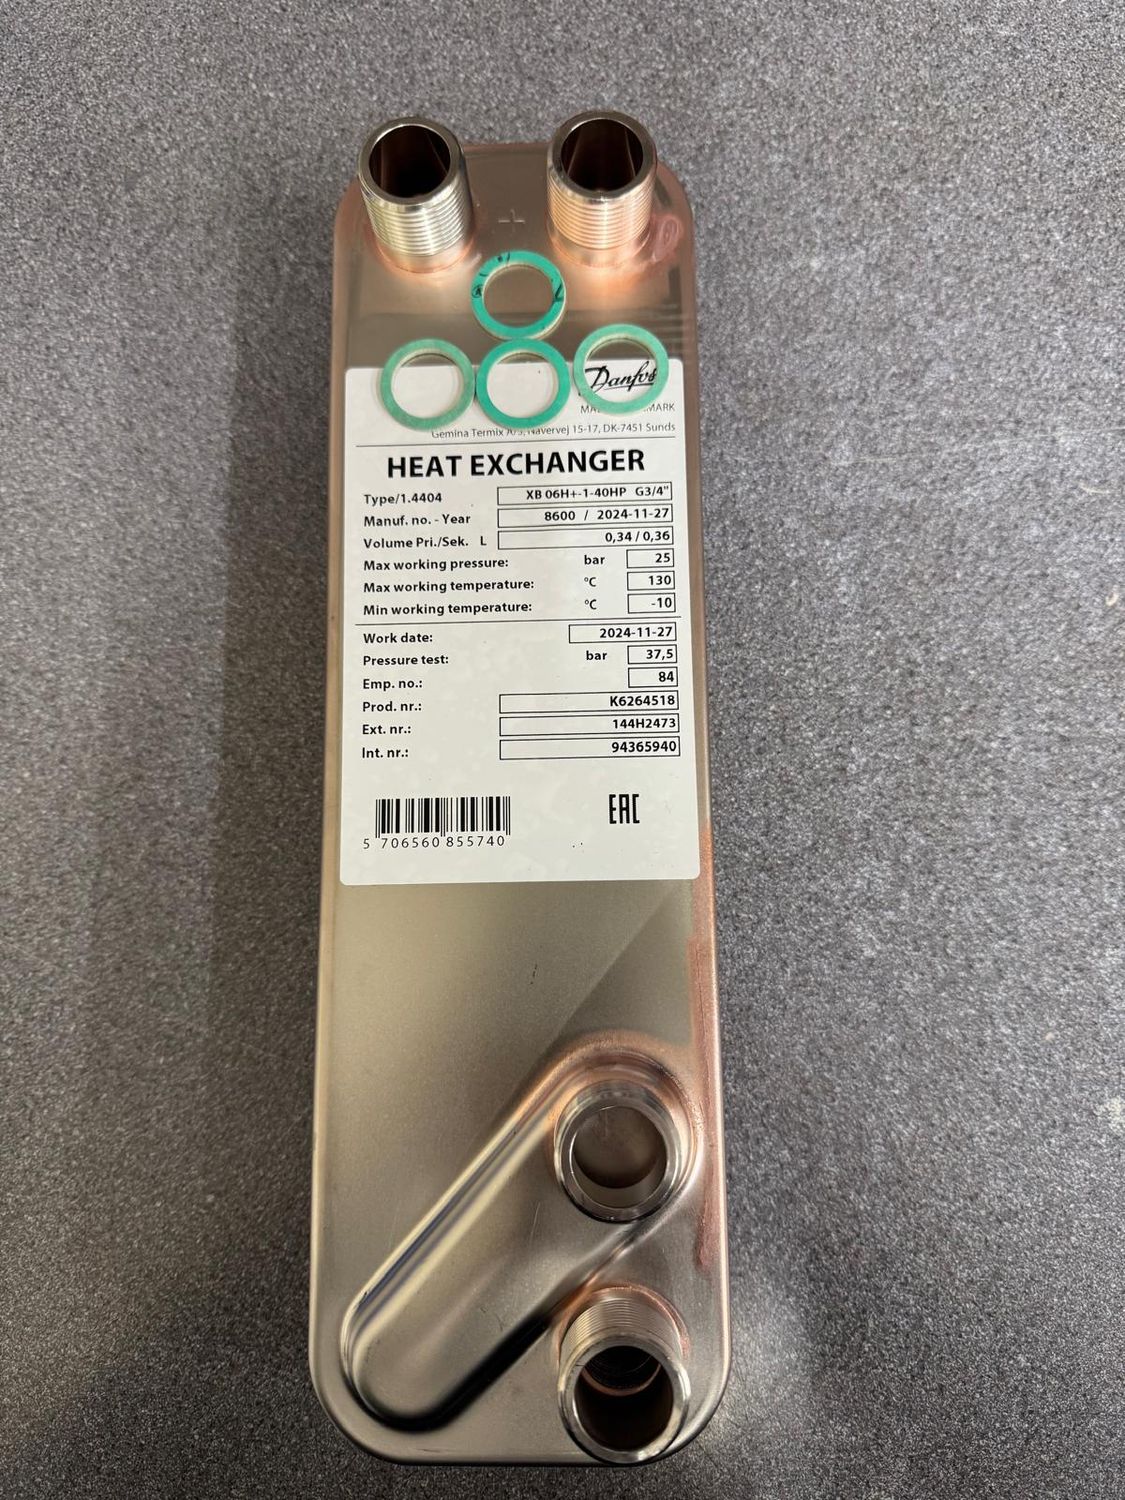 Danfoss
Gemina Termix A/S, Navervej 15-17, DK-7451 Sunds
HEAT EXCHANGER
Type/1.4404 XB 06H+-1-40HP G3/4"
Manuf. no. - Year 8600 / 2024-11-27
Volume Pri./Sek. L 0,34 / 0,36
Max working pressure: bar 25
Max working temperature: °C 130
Min working temperature: °C -10
Work date: 2024-11-27
Pressure test: bar 37,5
Emp. no.: 84
Prod. nr.: K6264518
Ext. nr.: 144H2473
Int. nr.: 94365940
EAC
5 706560 855740